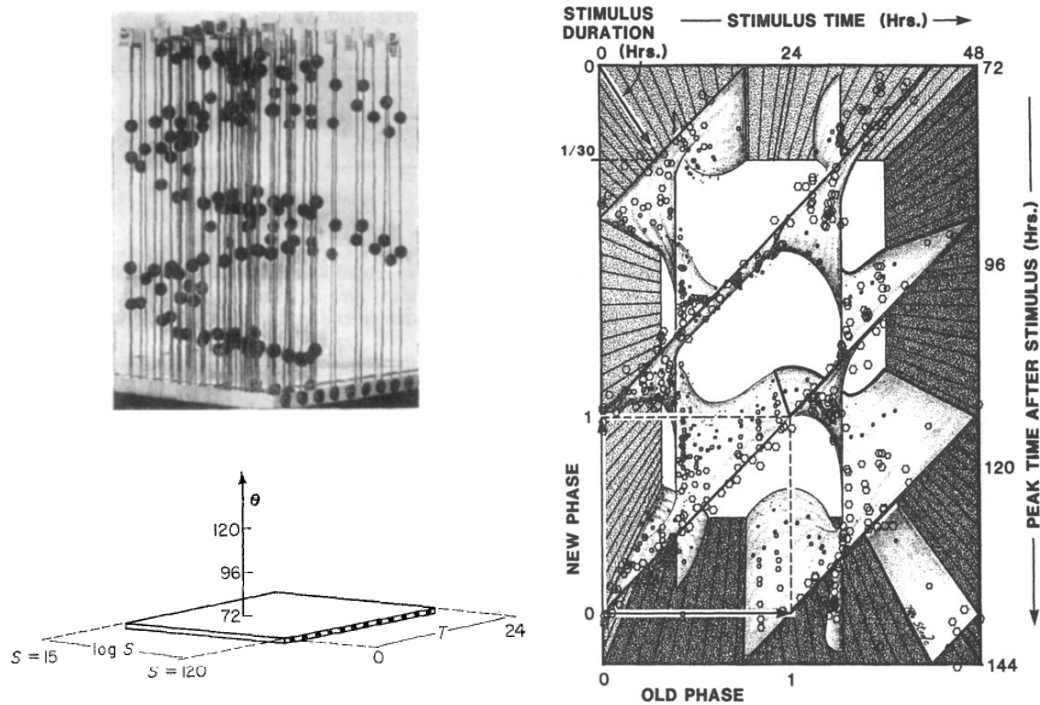 STIMULUS
DURATION
(Hrs.)
STIMULUS TIME (Hrs.)
0
24
48
0
72
1/30
96
1
120
NEW PHASE
PEAK TIME AFTER STIMULUS (Hrs.)
0
144
1
OLD PHASE
θ
120
96
72
S = 15
log S
S = 120
0
T
24